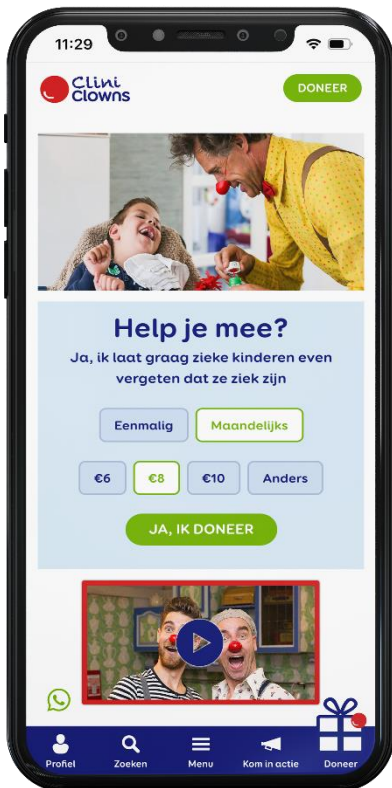 11:29
Clini
Clowns
DONEER
Help je mee?
Ja, ik laat graag zieke kinderen even
vergeten dat ze ziek zijn
Eenmalig Maandelijks
€6 €8 €10 Anders
JA, IK DONEER
Profiel Zoeken Menu Kom in actie Doneer